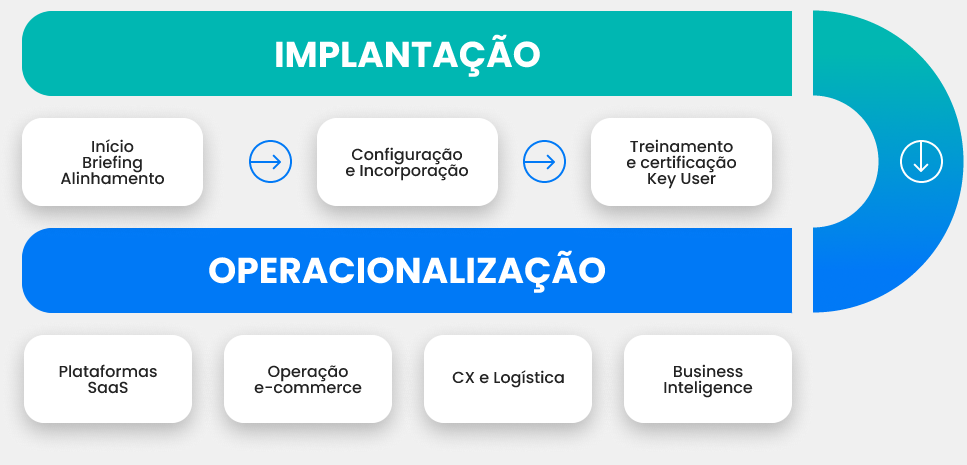 IMPLANTAÇÃO
Início
Briefing
Alinhamento
Configuração
e Incorporação
Treinamento
e certificação
Key User
OPERACIONALIZAÇÃO
Plataformas
SaaS
Operação
e-commerce
CX e Logística
Business
Inteligence